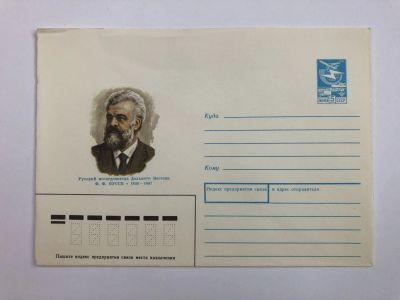 Куда
Русский исследователь Дальнего Востока
Ф. Ф. БУССЕ • 1838–1907
Кому
Индекс предприятия связи и адрес отправителя
Пишите индекс предприятия связи места назначения